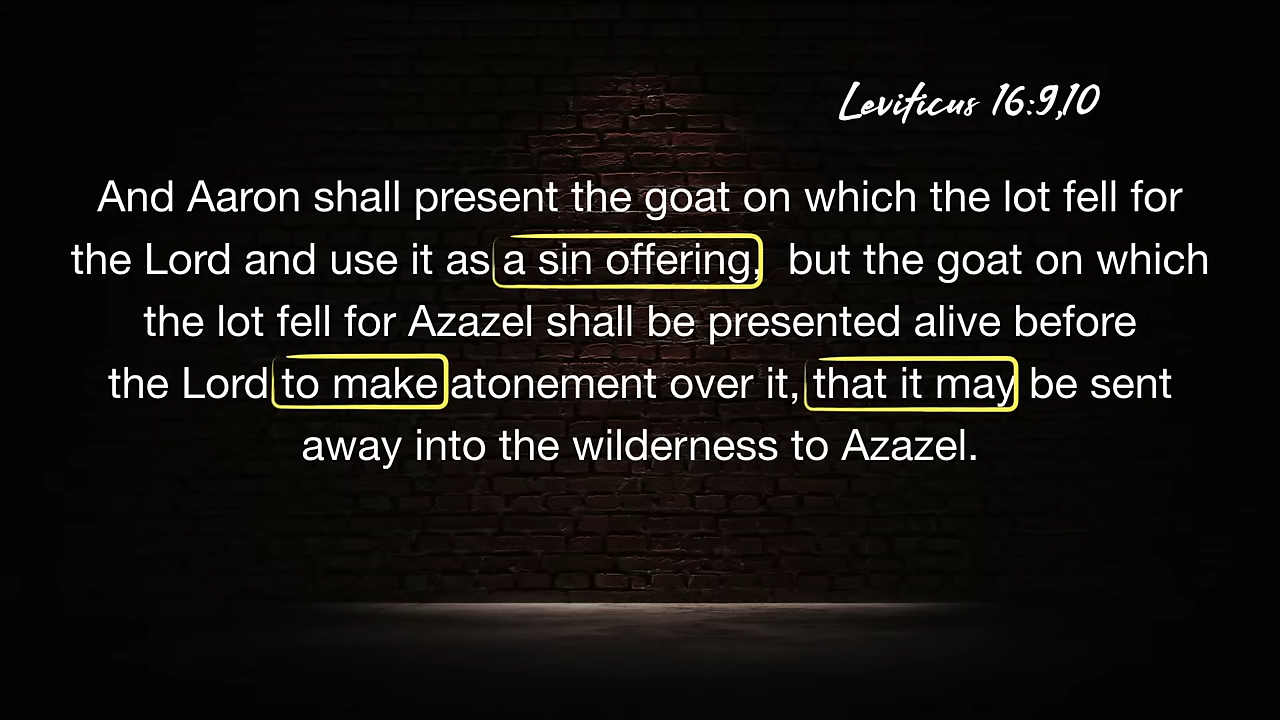 Leviticus 16:9,10
And Aaron shall present the goat on which the lot fell for
the Lord and use it as a sin offering, but the goat on which
the lot fell for Azazel shall be presented alive before
the Lord to make atonement over it, that it may be sent
away into the wilderness to Azazel.